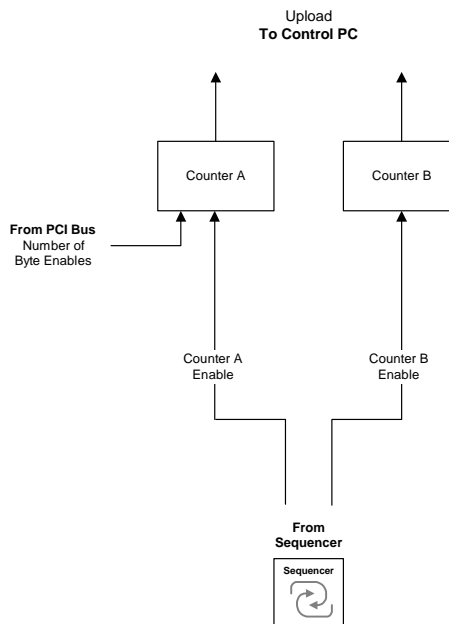 Upload
To Control PC
Counter A
Counter B
From PCI Bus
Number of
Byte Enables
Counter A
Enable
Counter B
Enable
From
Sequencer
Sequencer